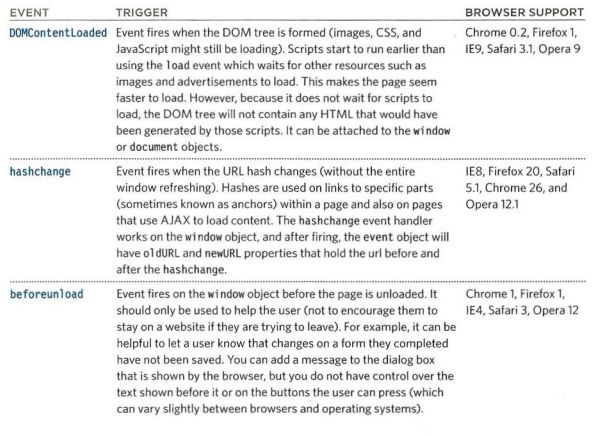 EVENT TRIGGER BROWSER SUPPORT
DOMContentLoaded Event fires when the DOM tree is formed (images, CSS, and Chrome 0.2, Firefox 1,
JavaScript might still be loading). Scripts start to run earlier than IE9, Safari 3.1, Opera 9
using the load event which waits for other resources such as
images and advertisements to load. This makes the page seem
faster to load. However, because it does not wait for scripts to
load, the DOM tree will not contain any HTML that would have
been generated by those scripts. It can be attached to the window
or document objects.
hashchange Event fires when the URL hash changes (without the entire IE8, Firefox 20, Safari
window refreshing). Hashes are used on links to specific parts 5.1, Chrome 26, and
(sometimes known as anchors) within a page and also on pages Opera 12.1
that use AJAX to load content. The hashchange event handler
works on the window object, and after firing, the event object will
have oldURL and newURL properties that hold the url before and
after the hashchange.
beforeunload Event fires on the window object before the page is unloaded. It Chrome 1, Firefox 1,
should only be used to help the user (not to encourage them to IE4, Safari 3, Opera 12
stay on a website if they are trying to leave). For example, it can be
helpful to let a user know that changes on a form they completed
have not been saved. You can add a message to the dialog box
that is shown by the browser, but you do not have control over the
text shown before it or on the buttons the user can press (which
can vary slightly between browsers and operating systems).